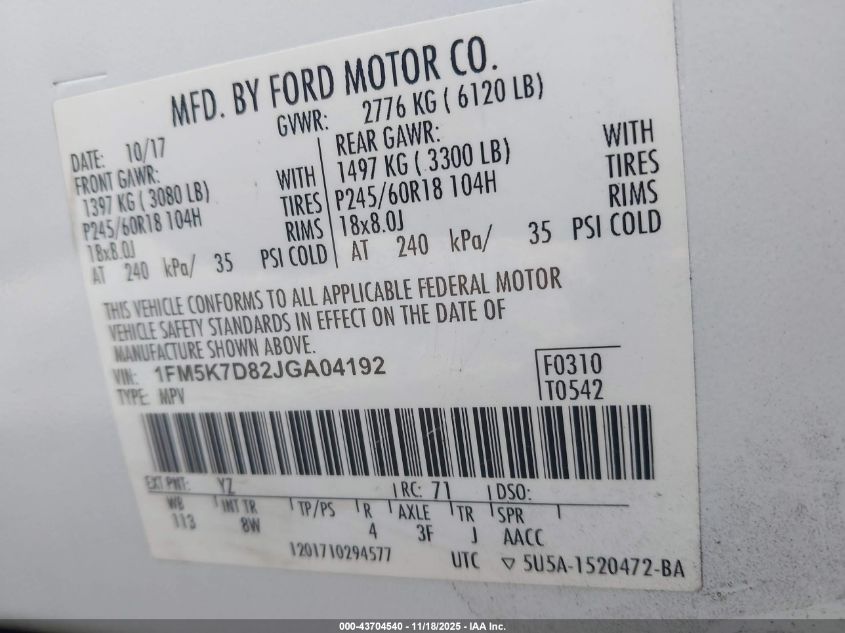 MFD. BY FORD MOTOR CO.
DATE: 10/17
GVWR: 2776 KG ( 6120 LB)
FRONT GAWR:
1397 KG ( 3080 LB) WITH
P245/60R18 104H TIRES
18x8.0J RIMS
AT 240 kPa/ 35 PSI COLD
REAR GAWR:
1497 KG ( 3300 LB) WITH
P245/60R18 104H TIRES
18x8.0J RIMS
AT 240 kPa/ 35 PSI COLD
THIS VEHICLE CONFORMS TO ALL APPLICABLE FEDERAL MOTOR
VEHICLE SAFETY STANDARDS IN EFFECT ON THE DATE OF
MANUFACTURE SHOWN ABOVE.
VIN: 1FM5K7D82JGA04192
TYPE: MPV
F0310
T0542
EXT PNT: YZ RC: 71 DSO:
WB INT TR TP/PS R AXLE TR SPR
113 8W 4 3F J AACC
1201710294577 UTC ▽ 5U5A-1520472-BA
000-43704540 - 11/18/2025 - IAA Inc.